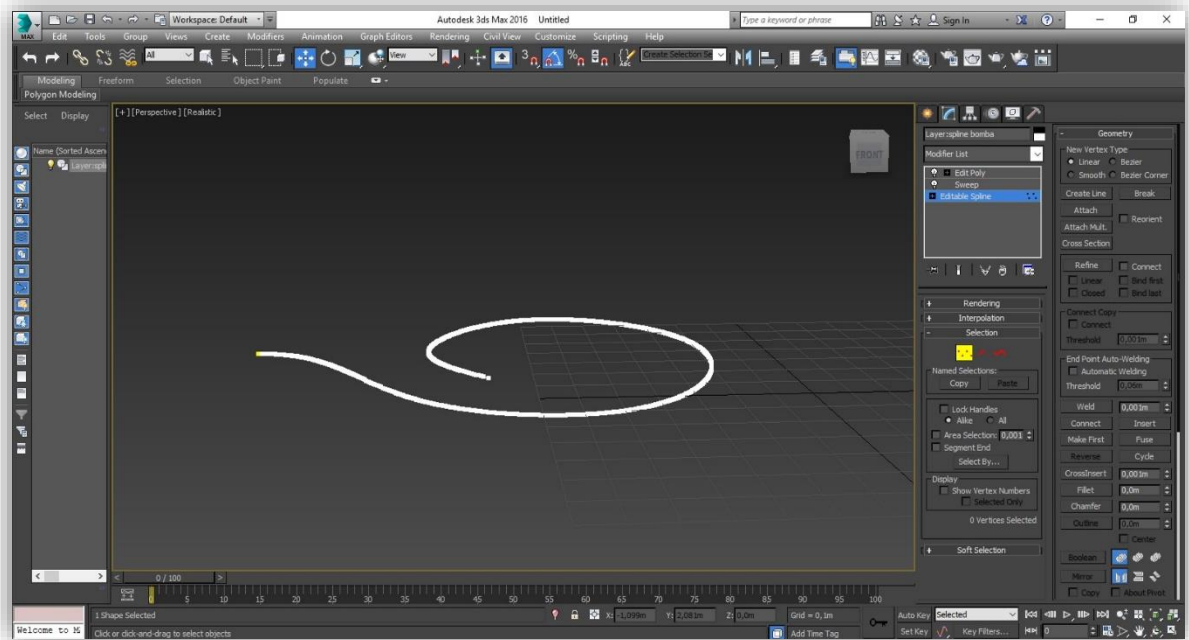 MAX
Workspace: Default
Autodesk 3ds Max 2016 Untitled
Type a keyword or phrase
Sign In
Edit Tools Group Views Create Modifiers Animation Graph Editors Rendering Civil View Customize Scripting Help
All
View
Create Selection Se
Modeling Freeform Selection Object Paint Populate
Polygon Modeling
Select Display
Name (Sorted Ascen
Layer:spli
[+] [Perspective] [Realistic]
FRONT
Layer:spline bomba
Modifier List
Edit Poly
Sweep
Editable Spline
+ Rendering
+ Interpolation
- Selection
Named Selections:
Copy Paste
Lock Handles
Alike All
Area Selection: 0,001
Segment End
Select By...
Display
Show Vertex Numbers
Selected Only
0 Vertices Selected
+ Soft Selection
- Geometry
New Vertex Type
Linear Bezier
Smooth Bezier Corner
Create Line Break
Attach
Reorient
Attach Mult.
Cross Section
Refine Connect
Linear Bind first
Closed Bind last
Connect Copy
Connect
Threshold 0,001m
End Point Auto-Welding
Automatic Welding
Threshold 0,06m
Weld 0,001m
Connect Insert
Make First Fuse
Reverse Cycle
CrossInsert 0,001m
Fillet 0,0m
Chamfer 0,0m
Outline 0,0m
Center
Boolean
Mirror
Copy About Pivot
0 / 100
5 10 15 20 25 30 35 40 45 50 55 60 65 70 75 80 85 90 95 100
1 Shape Selected
X: -1,099m Y: 2,081m Z: 0,0m
Grid = 0,1m
Auto Key Selected
Welcome to M
Click or click-and-drag to select objects
Add Time Tag
Set Key Key Filters...
0